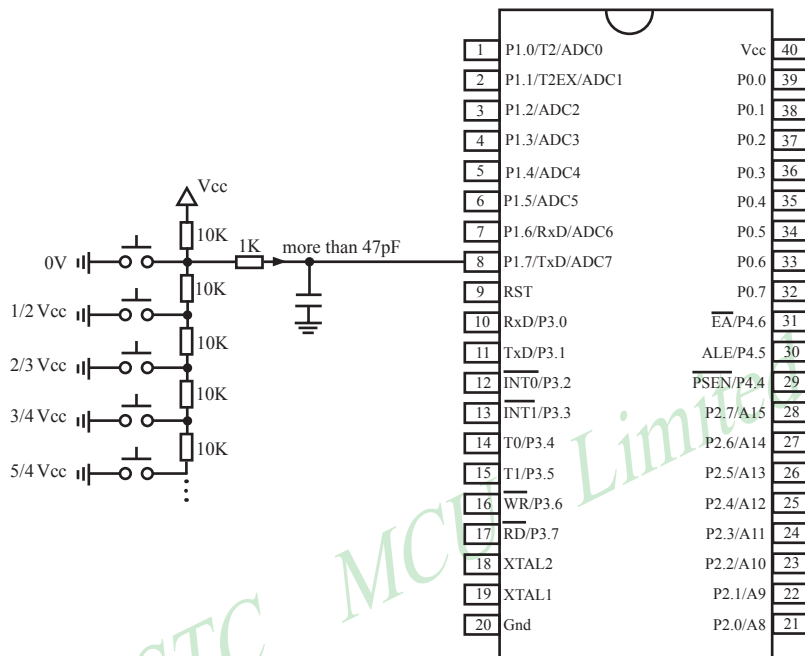 1 P1.0/T2/ADC0 Vcc 40
2 P1.1/T2EX/ADC1 P0.0 39
3 P1.2/ADC2 P0.1 38
4 P1.3/ADC3 P0.2 37
5 P1.4/ADC4 P0.3 36
6 P1.5/ADC5 P0.4 35
7 P1.6/RxD/ADC6 P0.5 34
8 P1.7/TxD/ADC7 P0.6 33
9 RST P0.7 32
10 RxD/P3.0 EA/P4.6 31
11 TxD/P3.1 ALE/P4.5 30
12 INT0/P3.2 PSEN/P4.4 29
13 INT1/P3.3 P2.7/A15 28
14 T0/P3.4 P2.6/A14 27
15 T1/P3.5 P2.5/A13 26
16 WR/P3.6 P2.4/A12 25
17 RD/P3.7 P2.3/A11 24
18 XTAL2 P2.2/A10 23
19 XTAL1 P2.1/A9 22
20 Gnd P2.0/A8 21
Vcc
10K
0V
1K
more than 47pF
10K
1/2 Vcc
10K
2/3 Vcc
10K
3/4 Vcc
10K
5/4 Vcc
STC MCU Limited